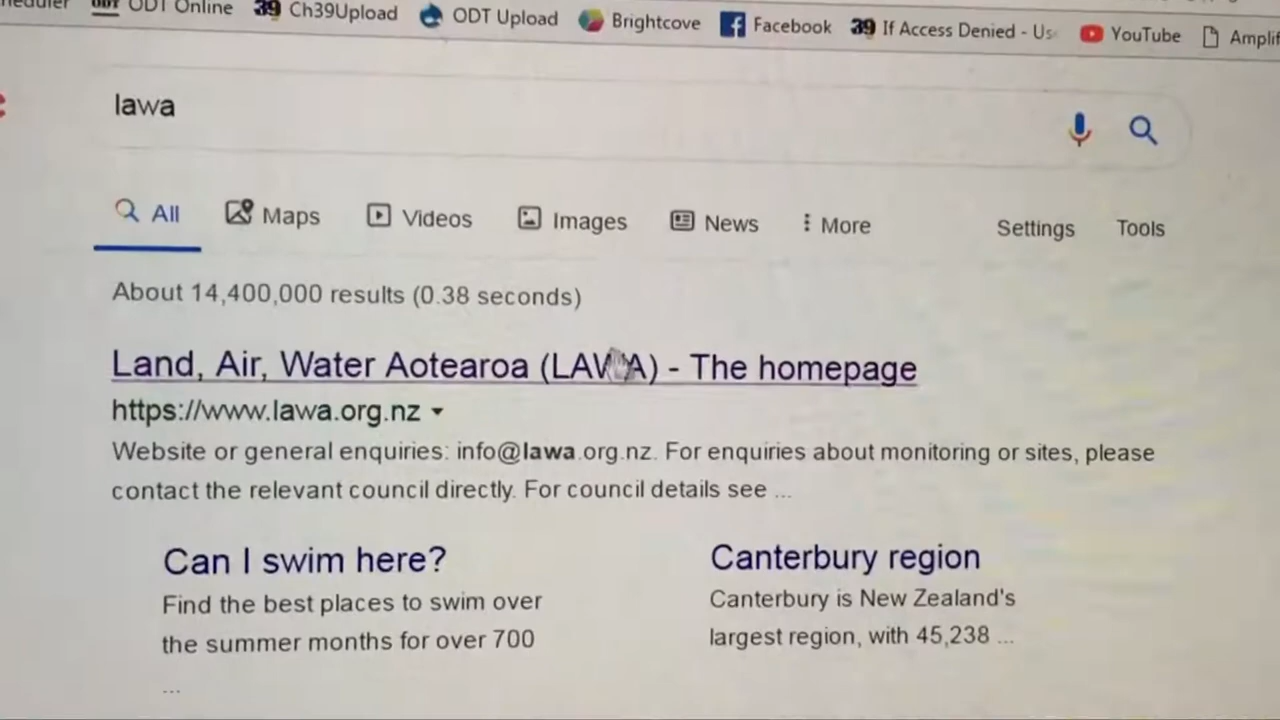 ODT Online Ch39Upload ODT Upload Brightcove Facebook If Access Denied - Us YouTube Amplif
lawa
All Maps Videos Images News More Settings Tools
About 14,400,000 results (0.38 seconds)
Land, Air, Water Aotearoa (LAWA) - The homepage
https://www.lawa.org.nz
Website or general enquiries: info@lawa.org.nz. For enquiries about monitoring or sites, please
contact the relevant council directly. For council details see ...
Can I swim here?
Find the best places to swim over
the summer months for over 700
...
Canterbury region
Canterbury is New Zealand's
largest region, with 45,238 ...